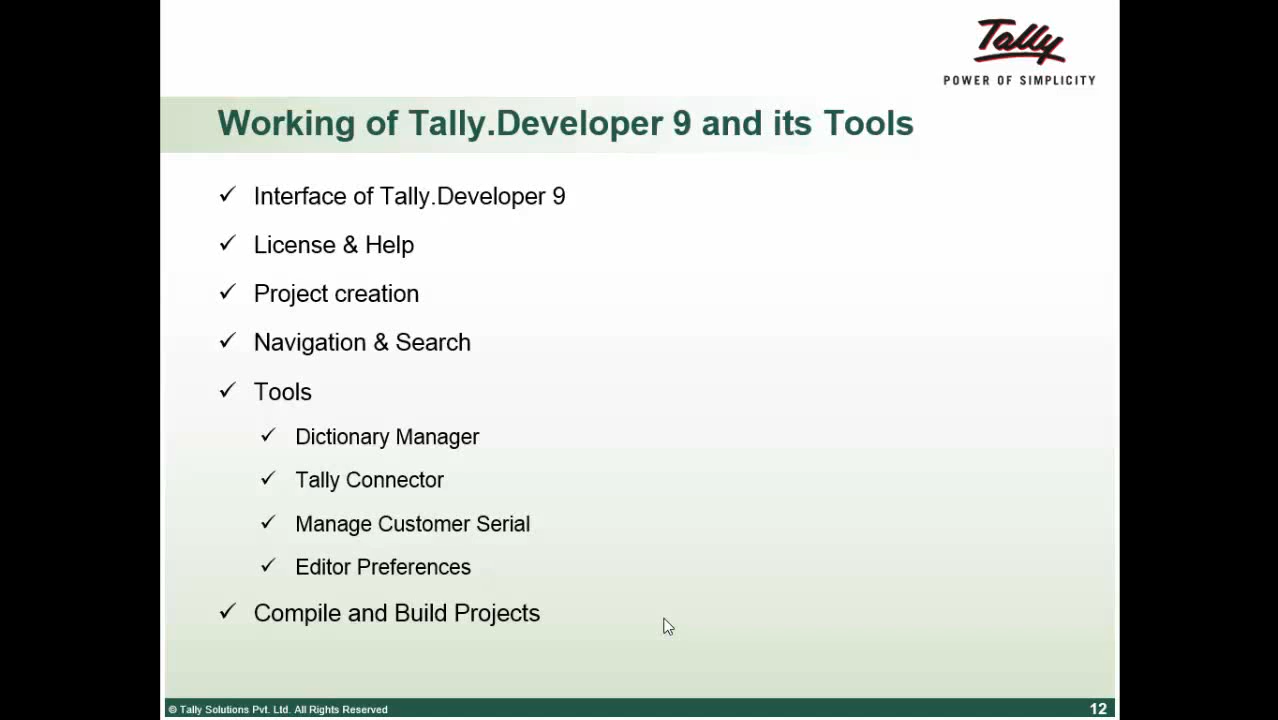 Tally
POWER OF SIMPLICITY
Working of Tally.Developer 9 and its Tools
Interface of Tally.Developer 9
License & Help
Project creation
Navigation & Search
Tools
Dictionary Manager
Tally Connector
Manage Customer Serial
Editor Preferences
Compile and Build Projects
© Tally Solutions Pvt. Ltd. All Rights Reserved
12